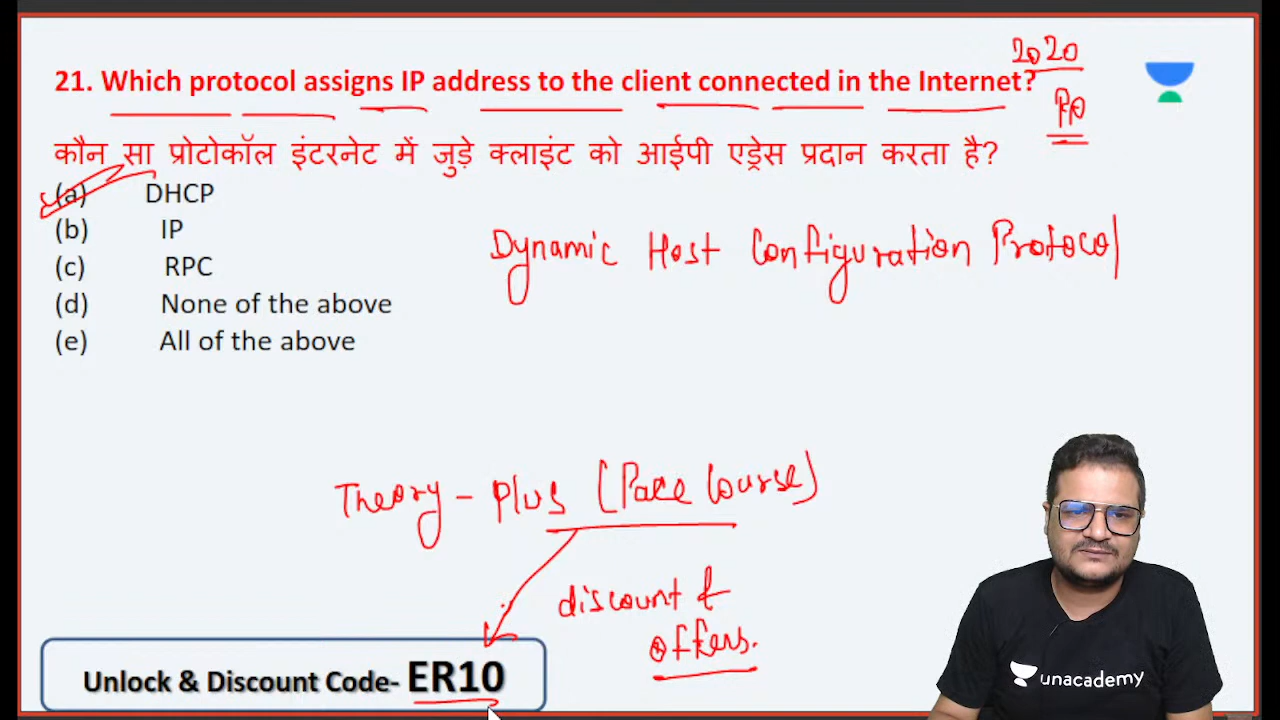 2020
21. Which protocol assigns IP address to the client connected in the Internet?
PO
कौन सा प्रोटोकॉल इंटरनेट में जुड़े क्लाइंट को आईपी एड्रेस प्रदान करता है?
(a) DHCP
(b) IP
(c) RPC
(d) None of the above
(e) All of the above
Dynamic Host Configuration Protocol
Theory - Plus (Pace Course)
discount &
offers.
Unlock & Discount Code- ER10
unacademy